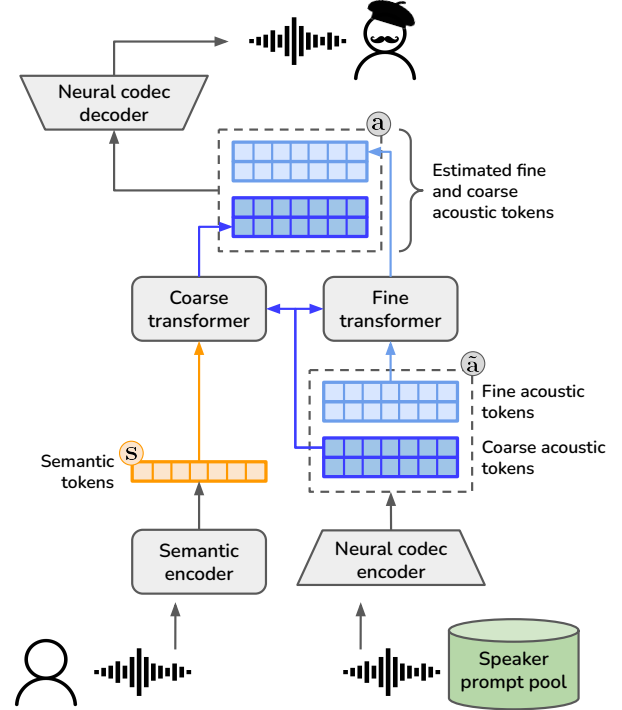 Neural codec
decoder
a
Estimated fine
and coarse
acoustic tokens
Coarse
transformer
Fine
transformer
ã
Fine acoustic
tokens
Coarse acoustic
tokens
s
Semantic
tokens
Semantic
encoder
Neural codec
encoder
Speaker
prompt pool